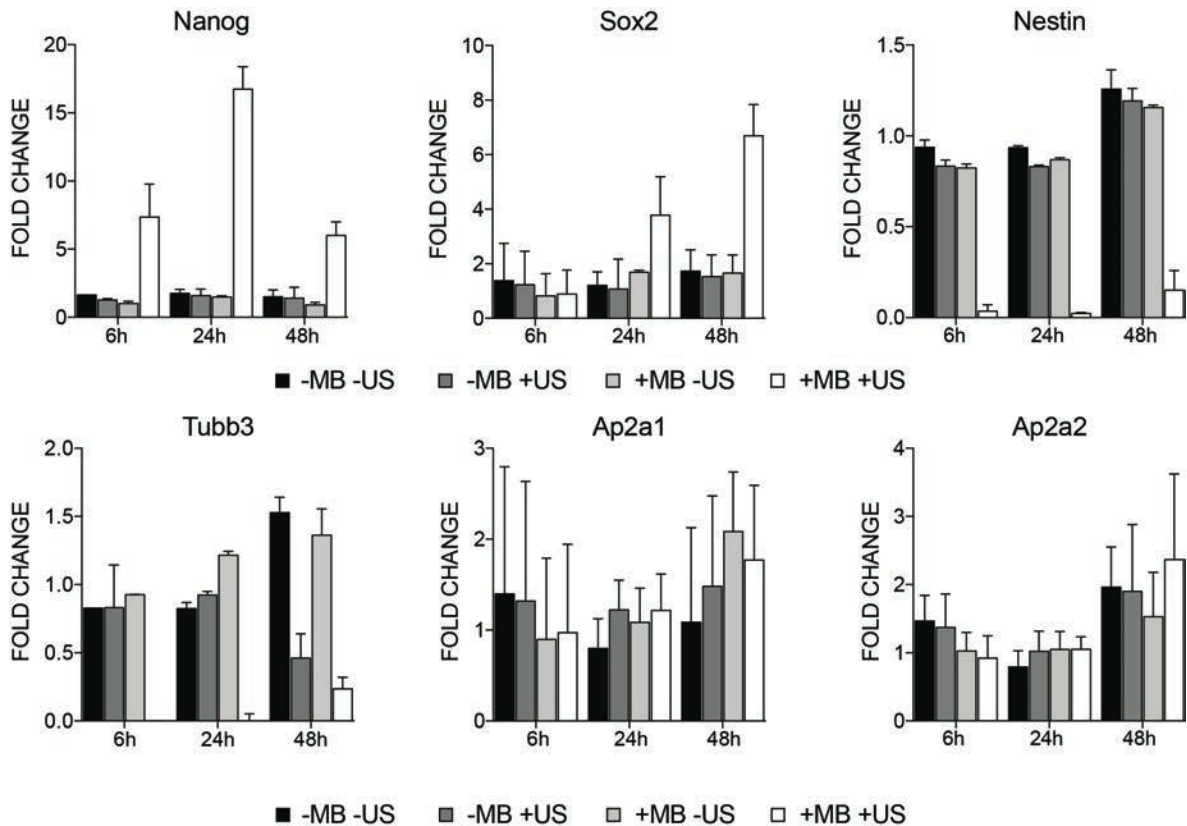 Nanog
FOLD CHANGE
20
15
10
5
0
6h 24h 48h
Sox2
FOLD CHANGE
10
8
6
4
2
0
6h 24h 48h
Nestin
FOLD CHANGE
1.5
1.0
0.5
0.0
6h 24h 48h
-MB -US -MB +US +MB -US +MB +US
Tubb3
FOLD CHANGE
2.0
1.5
1.0
0.5
0.0
6h 24h 48h
Ap2a1
FOLD CHANGE
3
2
1
0
6h 24h 48h
Ap2a2
FOLD CHANGE
4
3
2
1
0
6h 24h 48h
-MB -US -MB +US +MB -US +MB +US